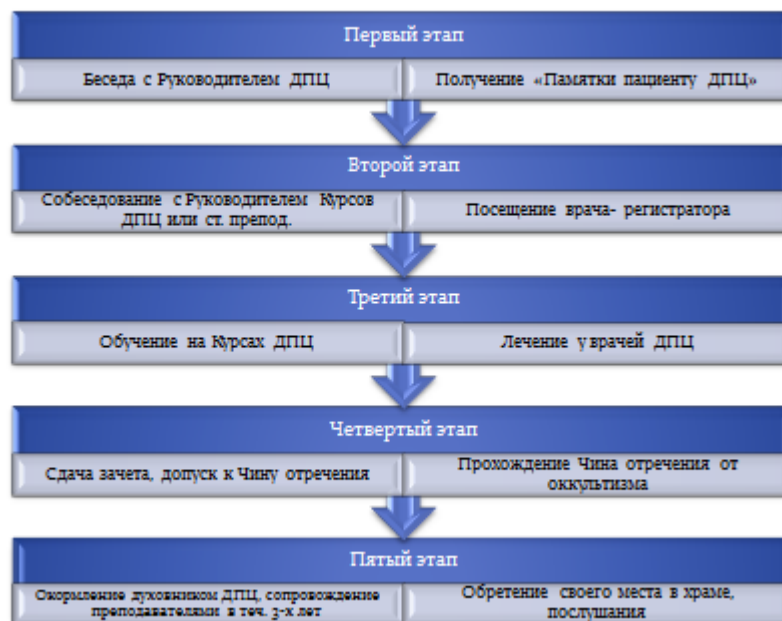 Первый этап
Беседа с Руководителем ДПЦ
Получение «Памятки пациенту ДПЦ»
Второй этап
Собеседование с Руководителем Курсов
ДПЦ или ст. препод.
Посещение врача- регистратора
Третий этап
Обучение на Курсах ДПЦ
Лечение у врачей ДПЦ
Четвертый этап
Сдача зачета, допуск к Чину отречения
Прохождение Чина отречения от
оккультизма
Пятый этап
Окормление духовником ДПЦ, сопровождение
преподавателями в теч. 3-х лет
Обретение своего места в храме,
послушания